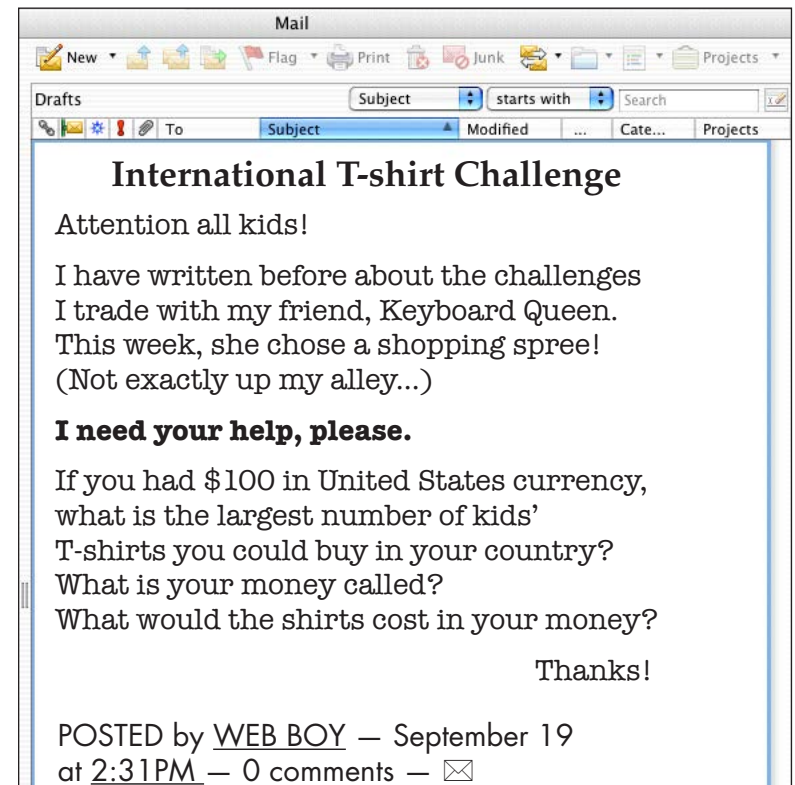 Mail
New Flag Print Junk Projects
Drafts Subject starts with Search
To Subject Modified ... Cate... Projects
International T-shirt Challenge
Attention all kids!
I have written before about the challenges
I trade with my friend, Keyboard Queen.
This week, she chose a shopping spree!
(Not exactly up my alley...)
I need your help, please.
If you had $100 in United States currency,
what is the largest number of kids’
T-shirts you could buy in your country?
What is your money called?
What would the shirts cost in your money?
Thanks!
POSTED by WEB BOY — September 19
at 2:31PM — 0 comments —